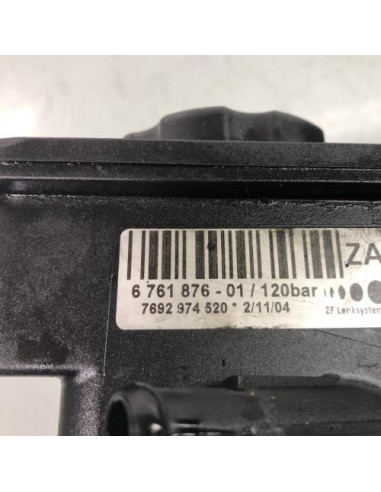 ZA
6 761 876 - 01 / 120bar
7692 974 520 * 2/11/04
ZF Lenksystem